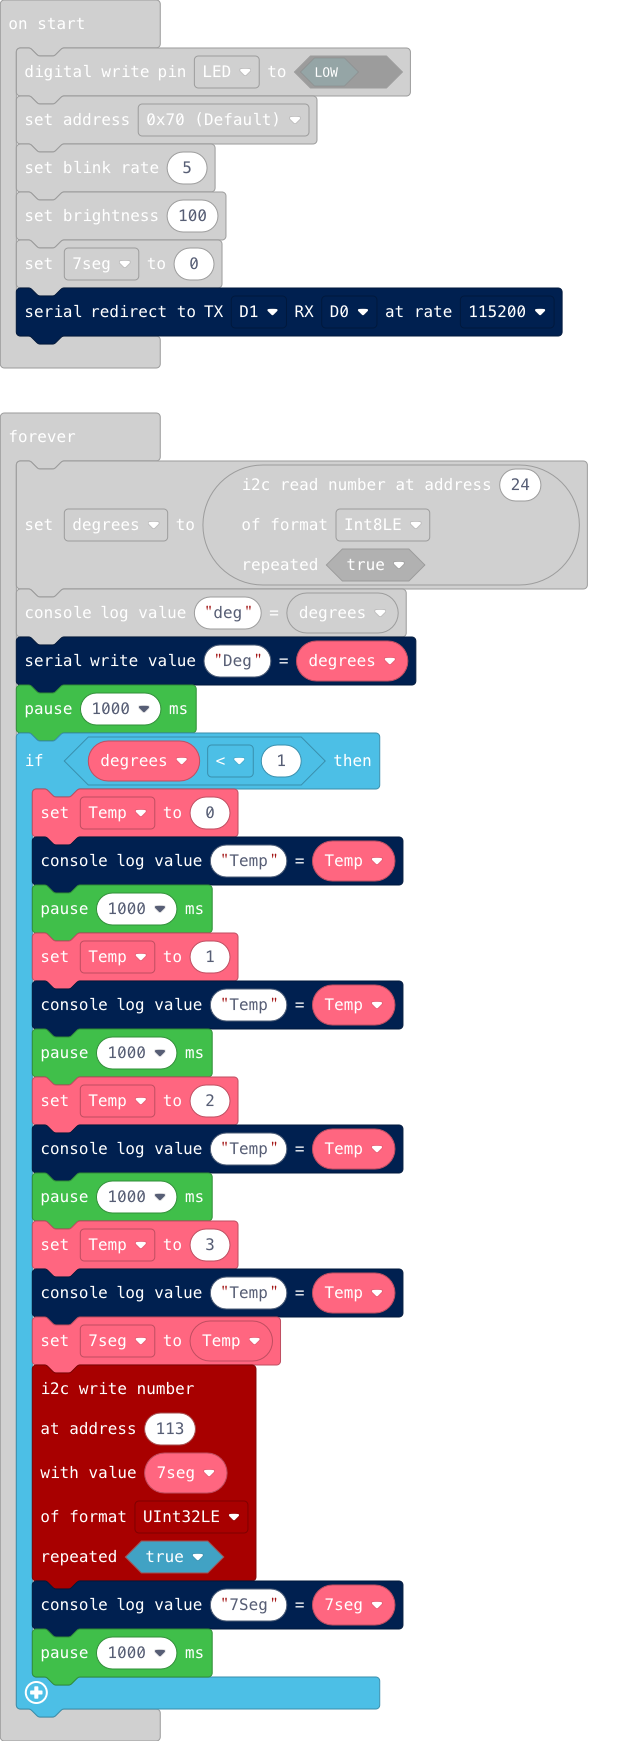 on start
digital write pin LED to LOW
set address 0x70 (Default)
set blink rate 5
set brightness 100
set 7seg to 0
serial redirect to TX D1 RX D0 at rate 115200
forever
i2c read number at address 24
set degrees to of format Int8LE
repeated true
console log value "deg" = degrees
serial write value "Deg" = degrees
pause 1000 ms
if degrees < 1 then
set Temp to 0
console log value "Temp" = Temp
pause 1000 ms
set Temp to 1
console log value "Temp" = Temp
pause 1000 ms
set Temp to 2
console log value "Temp" = Temp
pause 1000 ms
set Temp to 3
console log value "Temp" = Temp
set 7seg to Temp
i2c write number
at address 113
with value 7seg
of format UInt32LE
repeated true
console log value "7Seg" = 7seg
pause 1000 ms